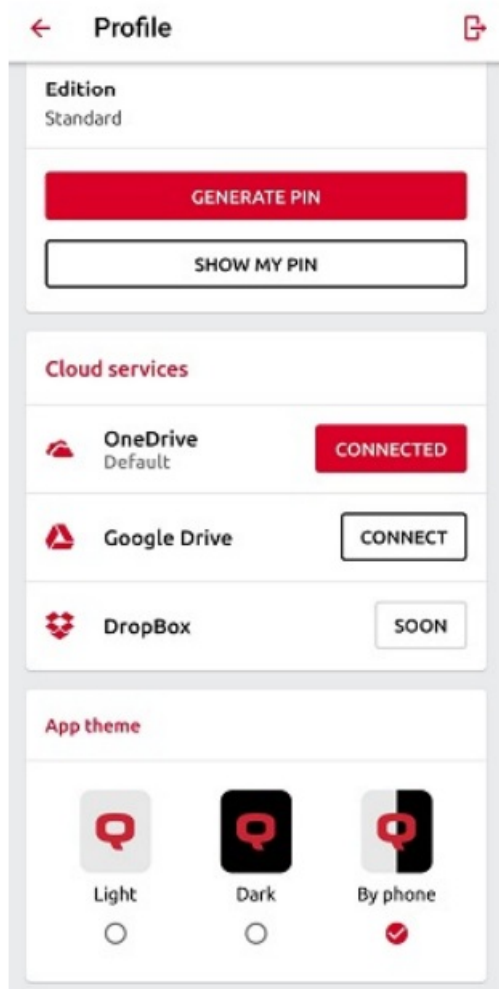 Profile
Edition
Standard
GENERATE PIN
SHOW MY PIN
Cloud services
OneDrive
Default
CONNECTED
Google Drive
CONNECT
DropBox
SOON
App theme
Light
Dark
By phone